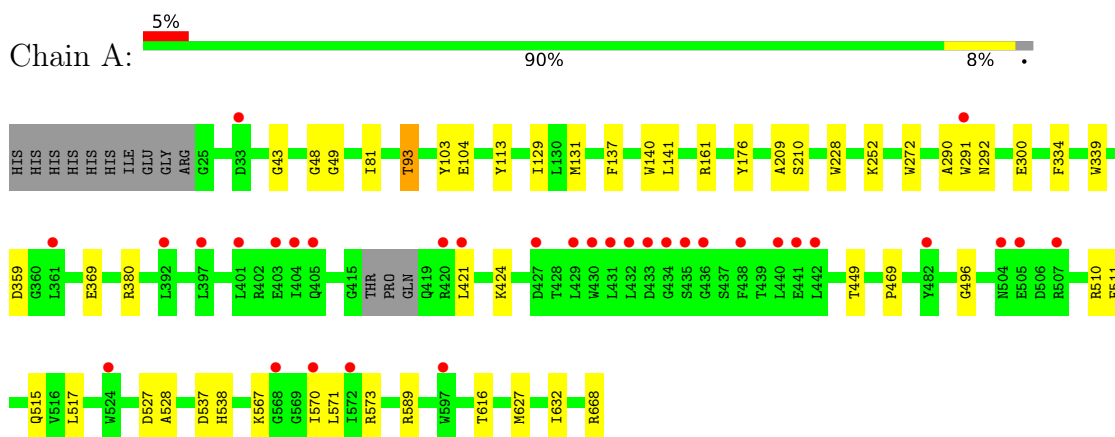 5%
Chain A:
90% 8% •
HIS HIS HIS HIS HIS HIS ILE GLU GLY ARG G25 D33 G43 G48 G49 I81 T93 Y103 E104 Y113 I129 L130 M131 F137 W140 L141 R161 Y176 A209 S210 W228 K252 W272 A290 W291 N292 E300 F334 W339
D359 G360 L361 E369 R380 L392 L397 L401 R402 E403 I404 Q405 G415 THR PRO GLN Q419 R420 L421 K424 D427 T428 L429 W430 L431 L432 D433 G434 S435 G436 S437 F438 T439 L440 E441 L442 T449 P469 Y482 G496 N504 E505 D506 R507 R510
Q515 V516 L517 W524 D527 A528 D537 H538 K567 G568 G569 I570 L571 I572 R573 R589 W597 T616 M627 I632 R668